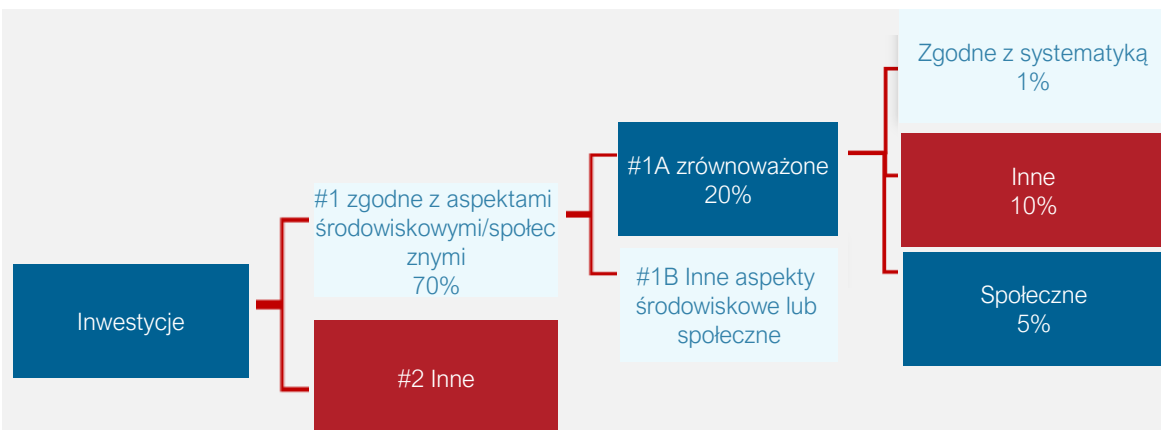 Inwestycje
#1 zgodne z aspektami
środowiskowymi/społec
znymi
70%
#2 Inne
#1A zrównoważone
20%
#1B Inne aspekty
środowiskowe lub
społeczne
Zgodne z systematyką
1%
Inne
10%
Społeczne
5%